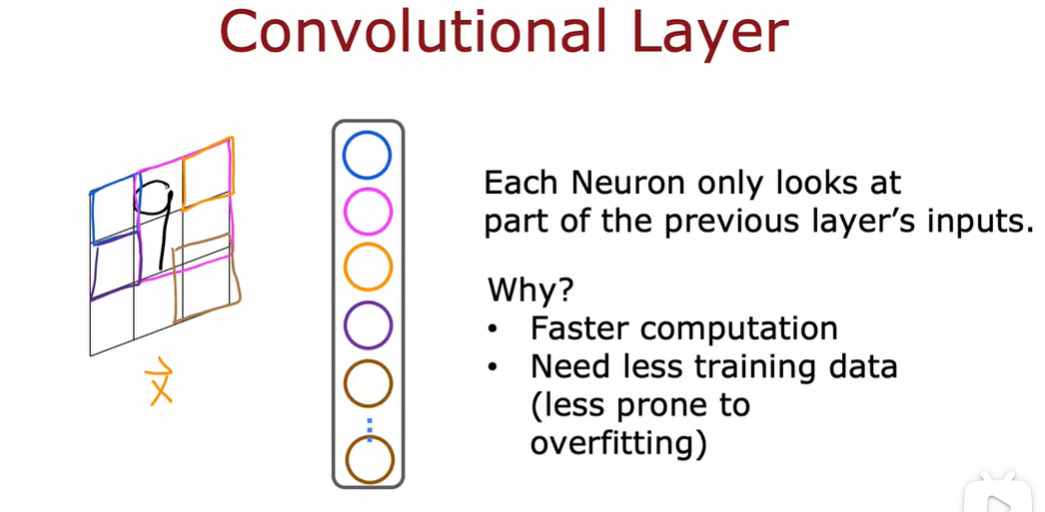 Convolutional Layer
9
x⃗
Each Neuron only looks at
part of the previous layer's inputs.
Why?
• Faster computation
• Need less training data
(less prone to
overfitting)